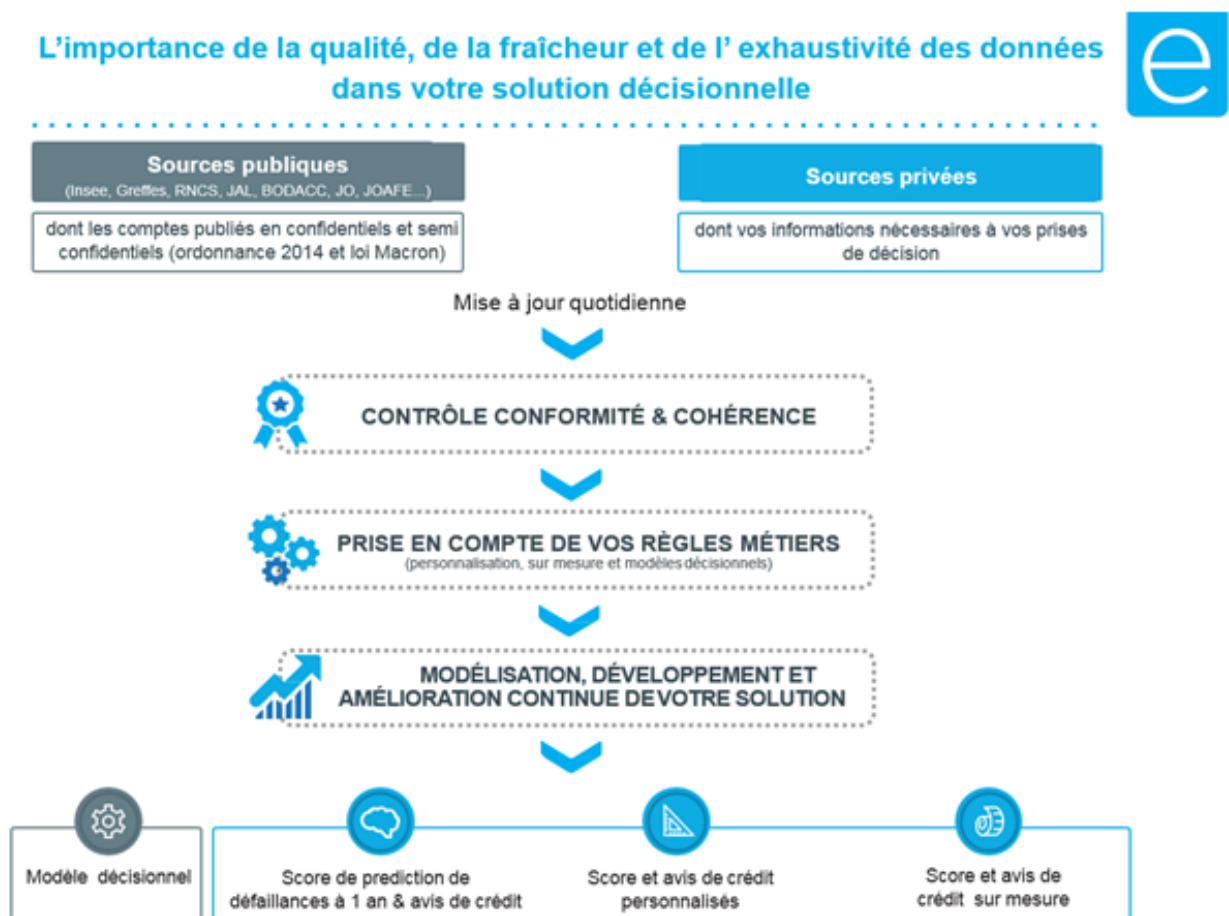 L'importance de la qualité, de la fraîcheur et de l' exhaustivité des données
dans votre solution décisionnelle
e
Sources publiques
(Insee, Greffes, RNCS, JAL, BODACC, JO, JOAFE...)
dont les comptes publiés en confidentiels et semi
confidentiels (ordonnance 2014 et loi Macron)
Sources privées
dont vos informations nécessaires à vos prises
de décision
Mise à jour quotidienne
CONTRÔLE CONFORMITÉ & COHÉRENCE
PRISE EN COMPTE DE VOS RÈGLES MÉTIERS
(personnalisation, sur mesure et modèles décisionnels)
MODÉLISATION, DÉVELOPPEMENT ET
AMÉLIORATION CONTINUE DEVOTRE SOLUTION
Modèle décisionnel
Score de prediction de
défaillances à 1 an & avis de crédit
Score et avis de crédit
personnalisés
Score et avis de
crédit sur mesure